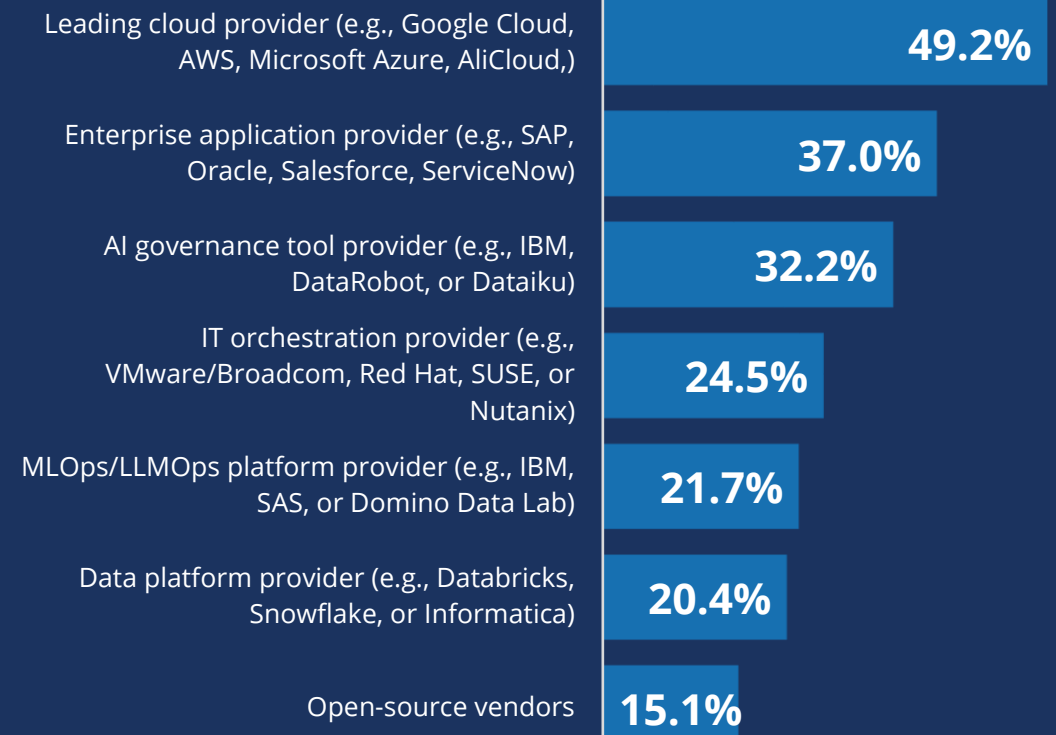 Leading cloud provider (e.g., Google Cloud,
AWS, Microsoft Azure, AliCloud,)
49.2%
Enterprise application provider (e.g., SAP,
Oracle, Salesforce, ServiceNow)
37.0%
AI governance tool provider (e.g., IBM,
DataRobot, or Dataiku)
32.2%
IT orchestration provider (e.g.,
VMware/Broadcom, Red Hat, SUSE, or
Nutanix)
24.5%
MLOps/LLMOps platform provider (e.g., IBM,
SAS, or Domino Data Lab)
21.7%
Data platform provider (e.g., Databricks,
Snowflake, or Informatica)
20.4%
Open-source vendors
15.1%